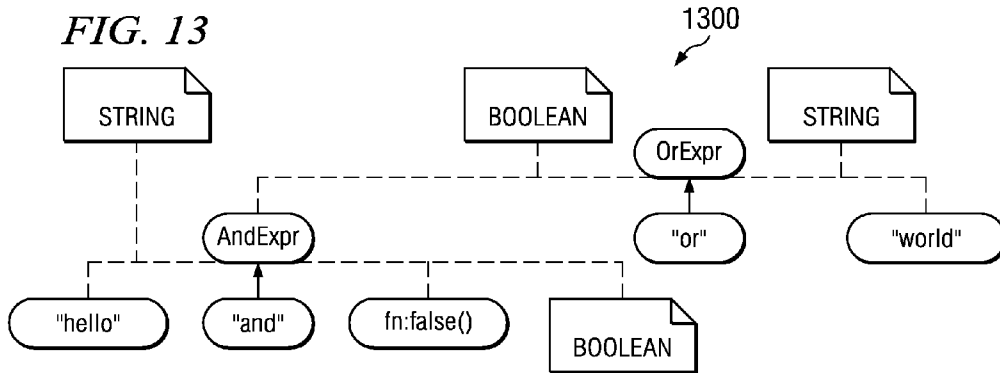 FIG. 13
1300
STRING
BOOLEAN
STRING
OrExpr
AndExpr
"or"
"world"
"hello"
"and"
fn:false()
BOOLEAN